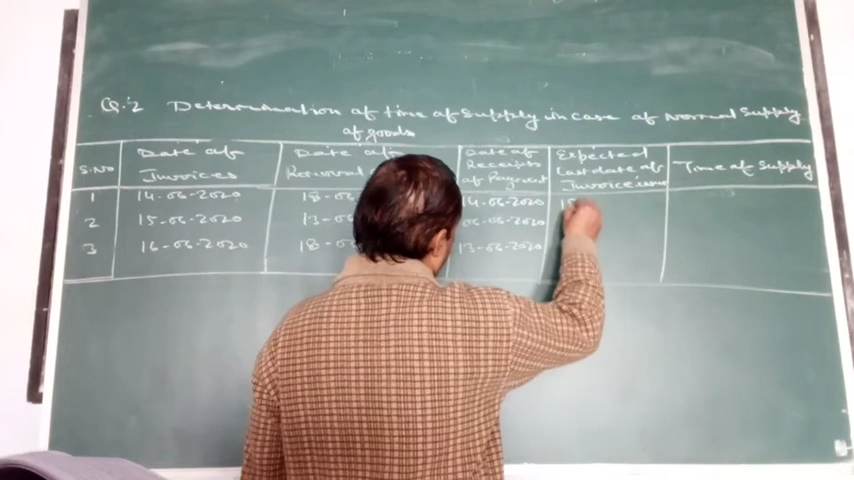 Q.2 Determination of time of Supply in case of Normal Supply
of goods
S.No Date of Invoices Date of Date of Receipts of Payment Expected Last date of Invoice issue Time of Supply
1 14-06-2020 18-06 14-06-2020 15
2 15-06-2020 13-06 06-06-2020
3 16-06-2020 18-06 13-06-2020